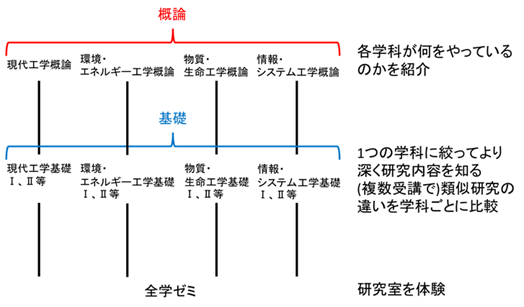 概論
現代工学概論
環境・
エネルギー工学概論
物質・
生命工学概論
情報・
システム工学概論
各学科が何をやっている
のかを紹介
基礎
現代工学基礎
Ⅰ、Ⅱ等
環境・
エネルギー工学基礎
Ⅰ、Ⅱ等
物質・
生命工学基礎
Ⅰ、Ⅱ等
情報・
システム工学基礎
Ⅰ、Ⅱ等
1つの学科に絞ってより
深く研究内容を知る
(複数受講で)類似研究の
違いを学科ごとに比較
全学ゼミ
研究室を体験